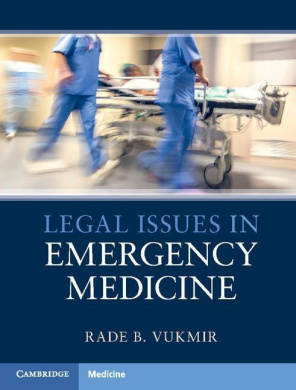 LEGAL ISSUES IN
EMERGENCY
MEDICINE
RADE B. VUKMIR
CAMBRIDGE Medicine